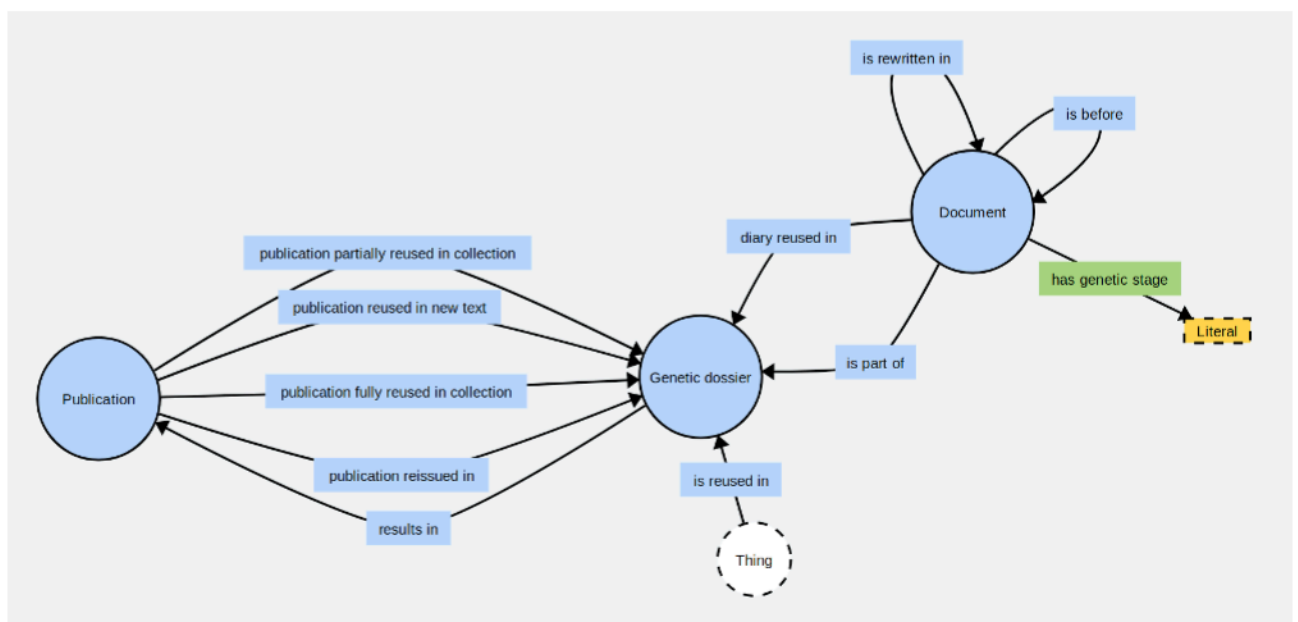 is rewritten in
is before
Document
diary reused in
publication partially reused in collection
has genetic stage
publication reused in new text
Literal
is part of
Genetic dossier
publication fully reused in collection
Publication
publication reissued in
is reused in
results in
Thing